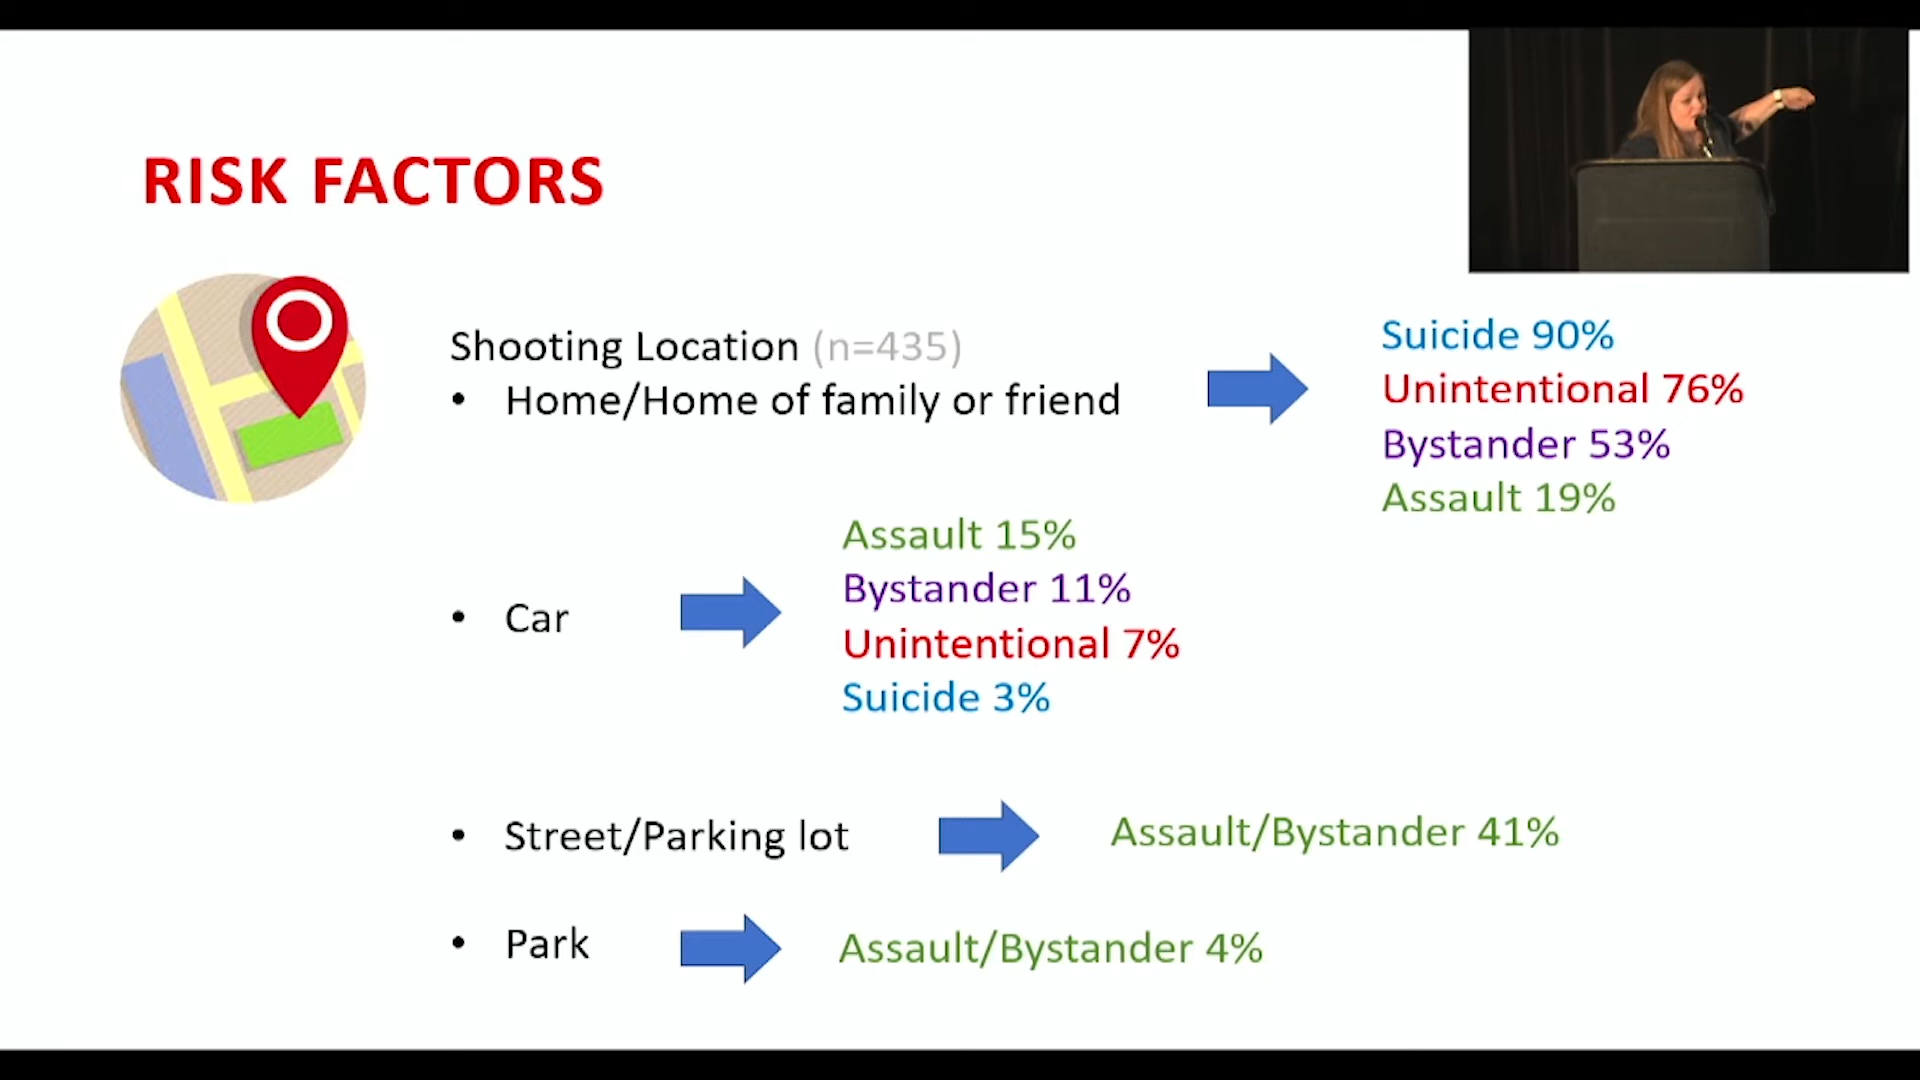 RISK FACTORS
Shooting Location (n=435)
• Home/Home of family or friend
Suicide 90%
Unintentional 76%
Bystander 53%
Assault 19%
• Car
Assault 15%
Bystander 11%
Unintentional 7%
Suicide 3%
• Street/Parking lot
Assault/Bystander 41%
• Park
Assault/Bystander 4%